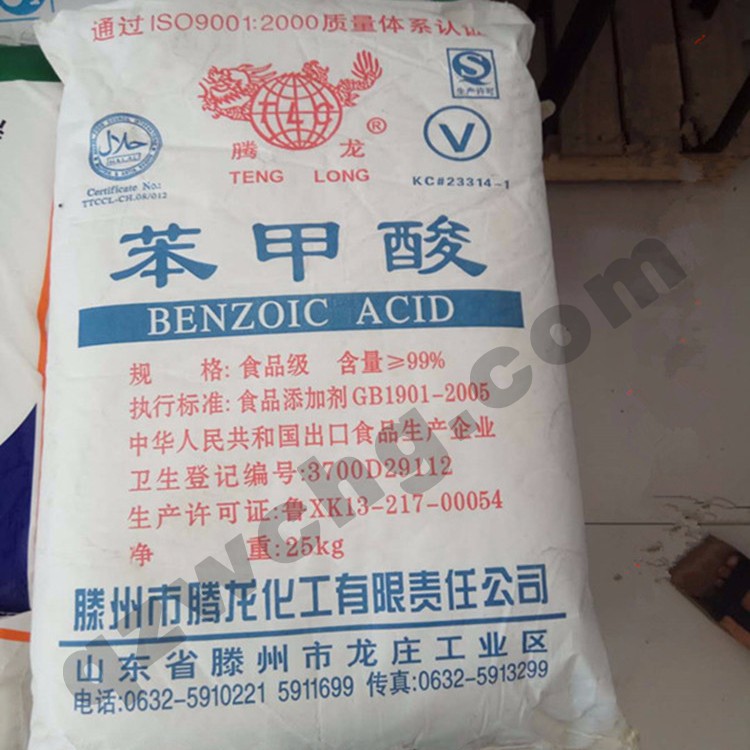 通过ISO9001:2000质量体系认证
TLC
®
腾 龙
TENG LONG
حلال
HALAL
Certificate No.:
TTCCL-CH.08/012
生产许可
V
KC#23314-1
苯甲酸
BENZOIC ACID
规 格: 食品级 含量≥99%
执行标准: 食品添加剂GB1901-2005
中华人民共和国出口食品生产企业
卫生登记编号:3700D29112
生产许可证:鲁XK13-217-00054
净 重:25kg
滕州市腾龙化工有限责任公司
山东省滕州市龙庄工业区
电话:0632-5910221 5911699 传真:0632-5913299
qzwchg.com